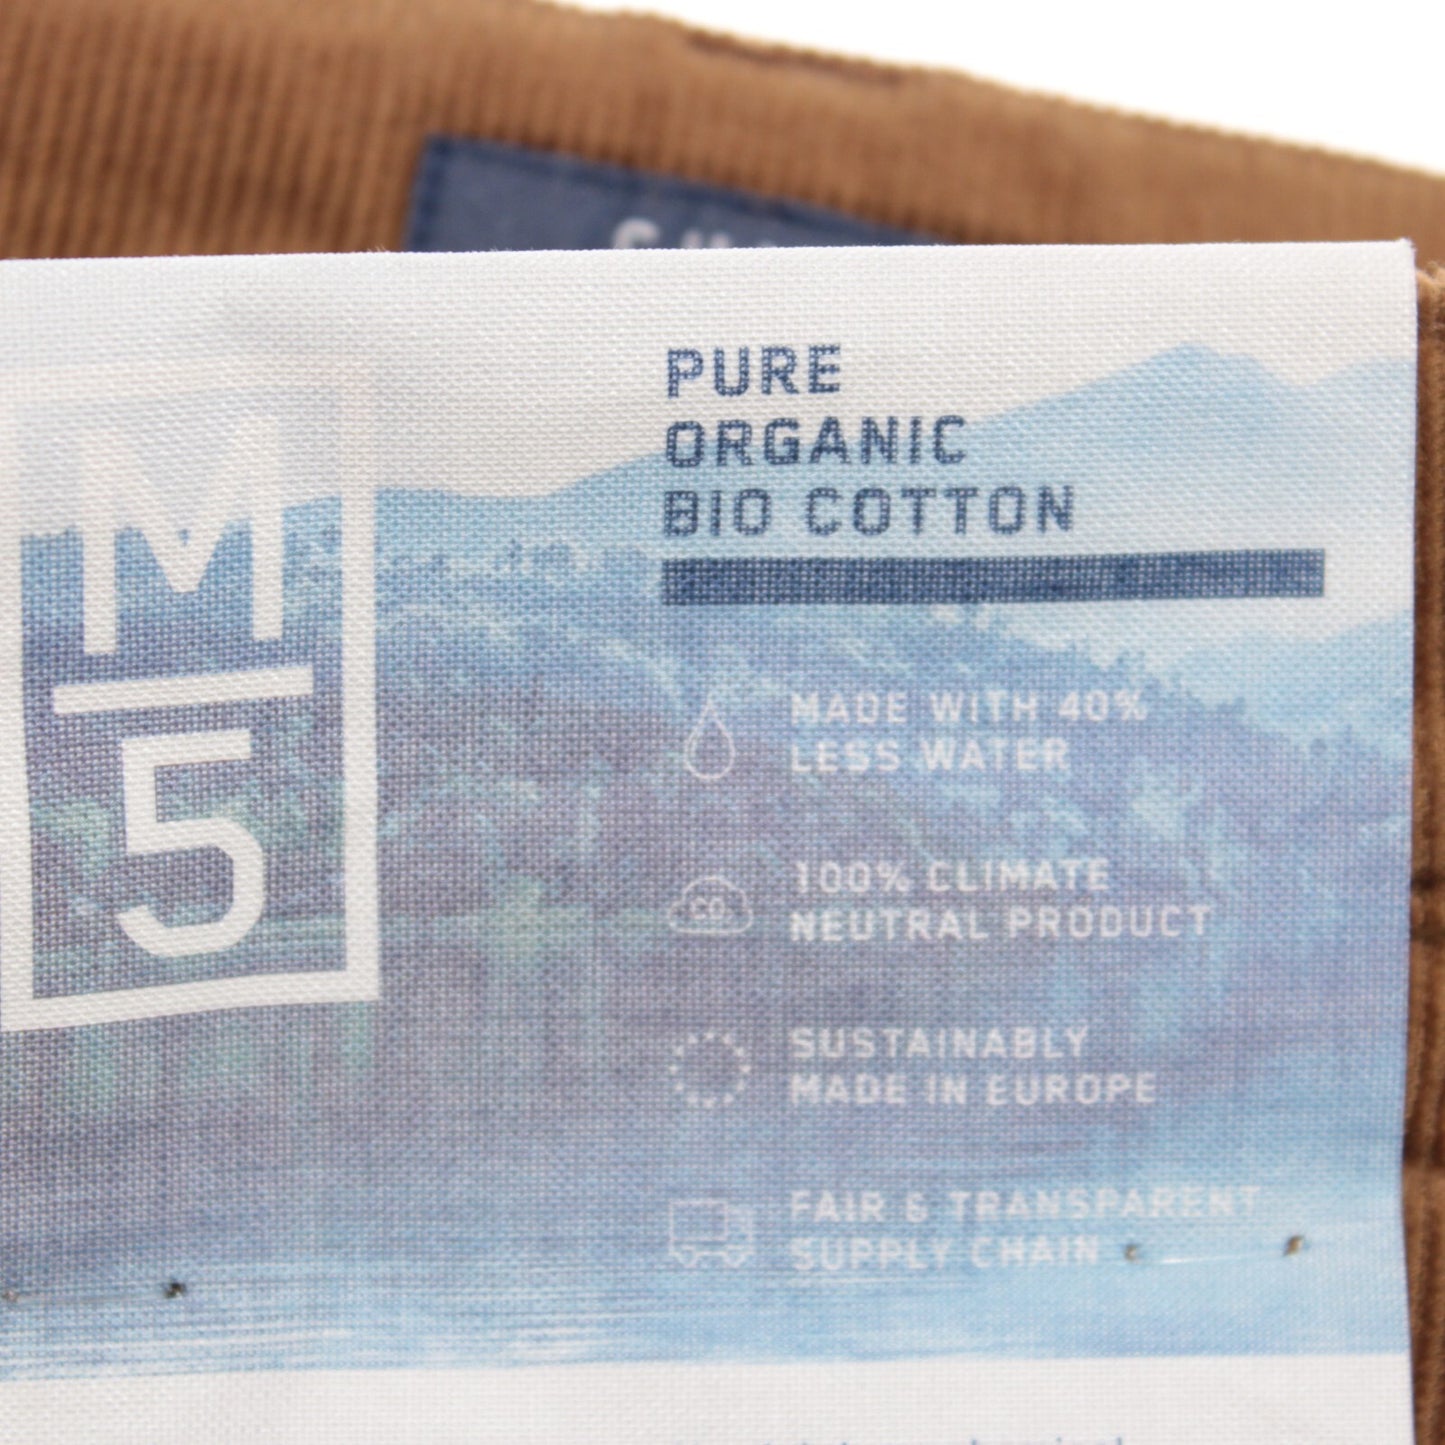 M
5
PURE
ORGANIC
BIO COTTON
MADE WITH 40%
LESS WATER
CO₂
100% CLIMATE
NEUTRAL PRODUCT
SUSTAINABLY
MADE IN EUROPE
FAIR & TRANSPARENT
SUPPLY CHAIN